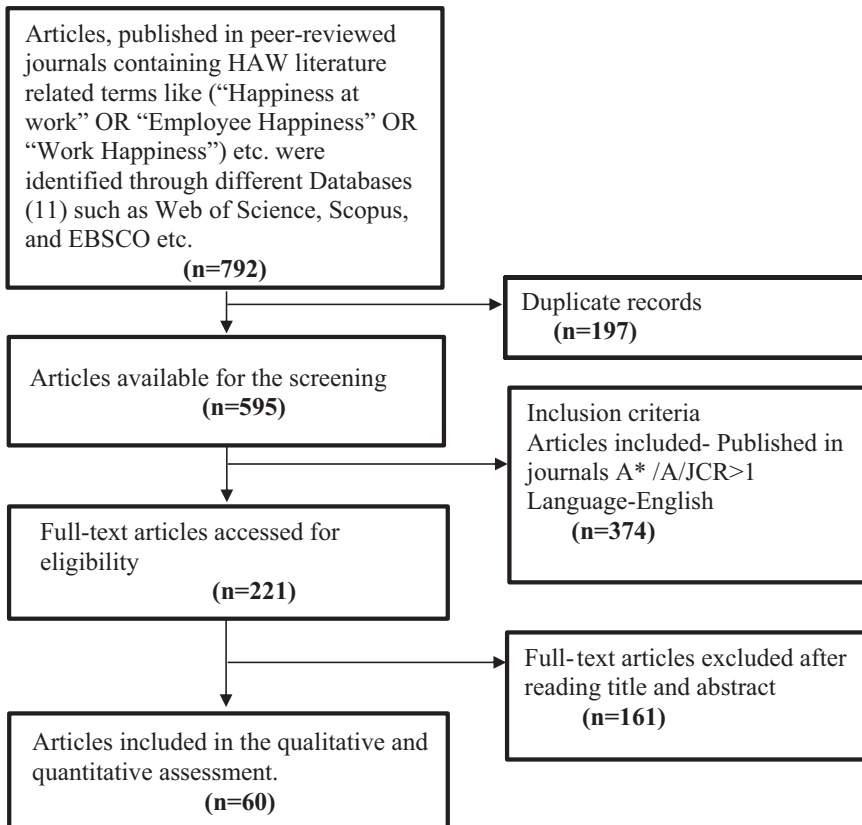 Articles, published in peer-reviewed
journals containing HAW literature
related terms like (“Happiness at
work” OR “Employee Happiness” OR
“Work Happiness”) etc. were
identified through different Databases
(11) such as Web of Science, Scopus,
and EBSCO etc.
(n=792)
Duplicate records
(n=197)
Articles available for the screening
(n=595)
Inclusion criteria
Articles included- Published in
journals A* /A/JCR>1
Language-English
(n=374)
Full-text articles accessed for
eligibility
(n=221)
Full-text articles excluded after
reading title and abstract
(n=161)
Articles included in the qualitative and
quantitative assessment.
(n=60)